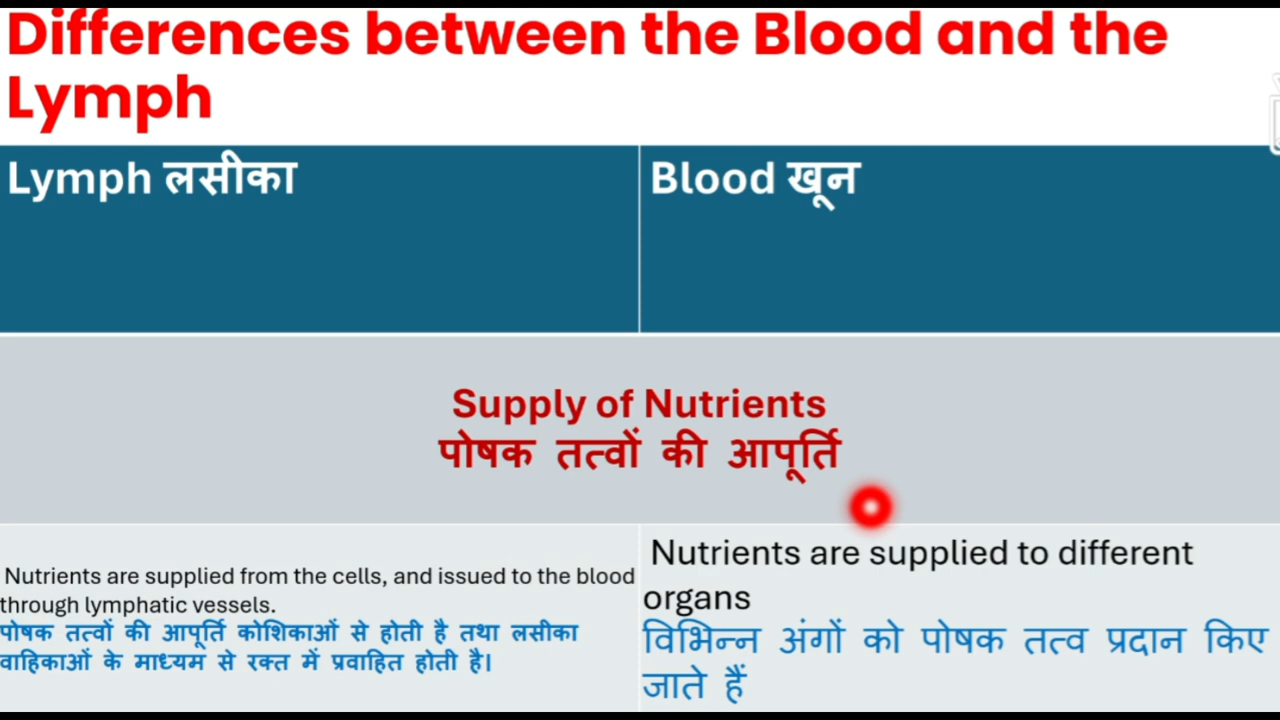 Differences between the Blood and the
Lymph
Lymph लसीका
Blood खून
Supply of Nutrients
पोषक तत्वों की आपूर्ति
Nutrients are supplied from the cells, and issued to the blood
through lymphatic vessels.
पोषक तत्वों की आपूर्ति कोशिकाओं से होती है तथा लसीका
वाहिकाओं के माध्यम से रक्त में प्रवाहित होती है।
Nutrients are supplied to different
organs
विभिन्न अंगों को पोषक तत्व प्रदान किए
जाते हैं